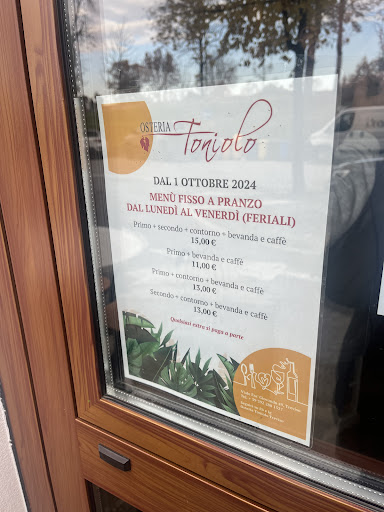 OSTERIA
Toniolo
DAL 1 OTTOBRE 2024
MENÙ FISSO A PRANZO
DAL LUNEDÌ AL VENERDÌ (FERIALI)
Primo + secondo + contorno + bevanda e caffè
15,00 €
Primo + bevanda e caffè
11,00 €
Primo + contorno + bevanda e caffè
13,00 €
Secondo + contorno + bevanda e caffè
13,00 €
Qualsiasi extra si paga a parte